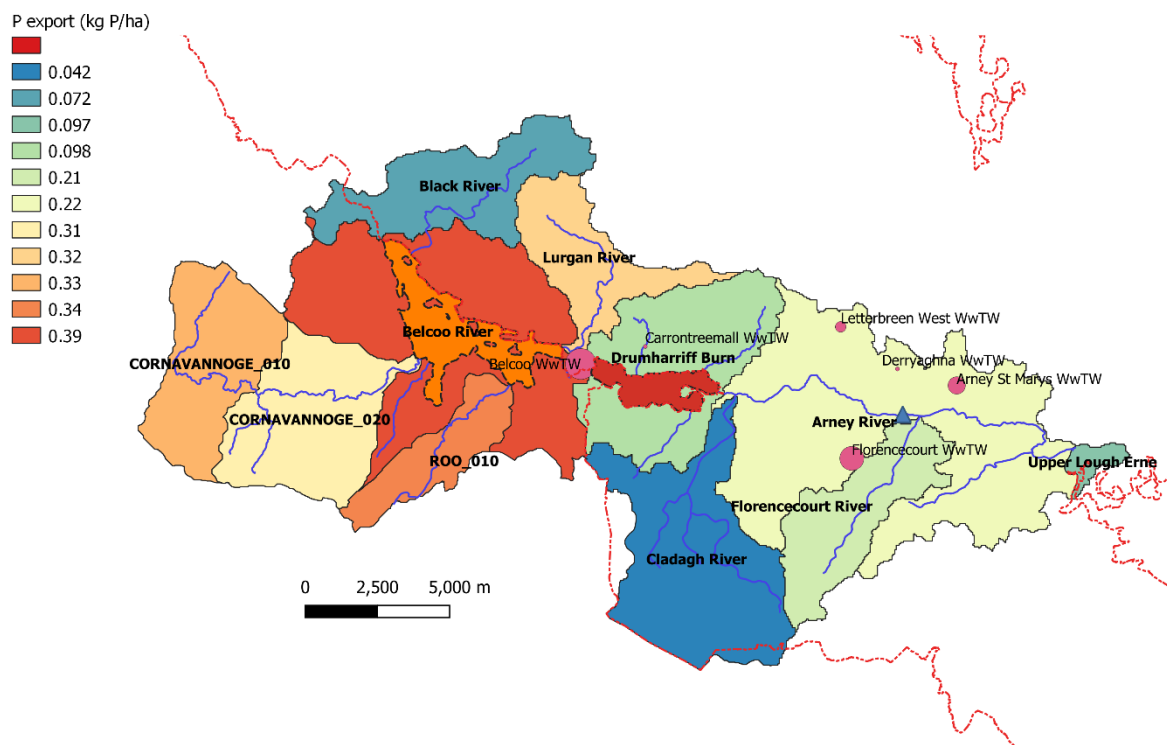 P export (kg P/ha)
0.042
0.072
0.097
0.098
0.21
0.22
0.31
0.32
0.33
0.34
0.39
Black River
Lurgan River
Belcoo River
Belcoo WwTW
CORNAVANNOGE_010
CORNAVANNOGE_020
ROO_010
Carrontreemall WwTW
Drumharriff Burn
Letterbreen West WwTW
Derryaghna WwTW
Arney St Marys WwTW
Arney River
Florencecourt WwTW
Upper Lough Erne
Florencecourt River
Cladagh River
0 2,500 5,000 m